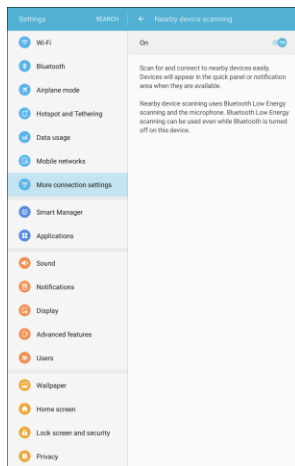 Settings
SEARCH
Nearby device scanning
Wi-Fi
Bluetooth
Airplane mode
Hotspot and Tethering
Data usage
Mobile networks
More connection settings
Smart Manager
Applications
Sound
Notifications
Display
Advanced features
Users
Wallpaper
Home screen
Lock screen and security
Privacy
On
ON
Scan for and connect to nearby devices easily.
Devices will appear in the quick panel or notification
area when they are available.
Nearby device scanning uses Bluetooth Low Energy
scanning and the microphone. Bluetooth Low Energy
scanning can be used even while Bluetooth is turned
off on this device.